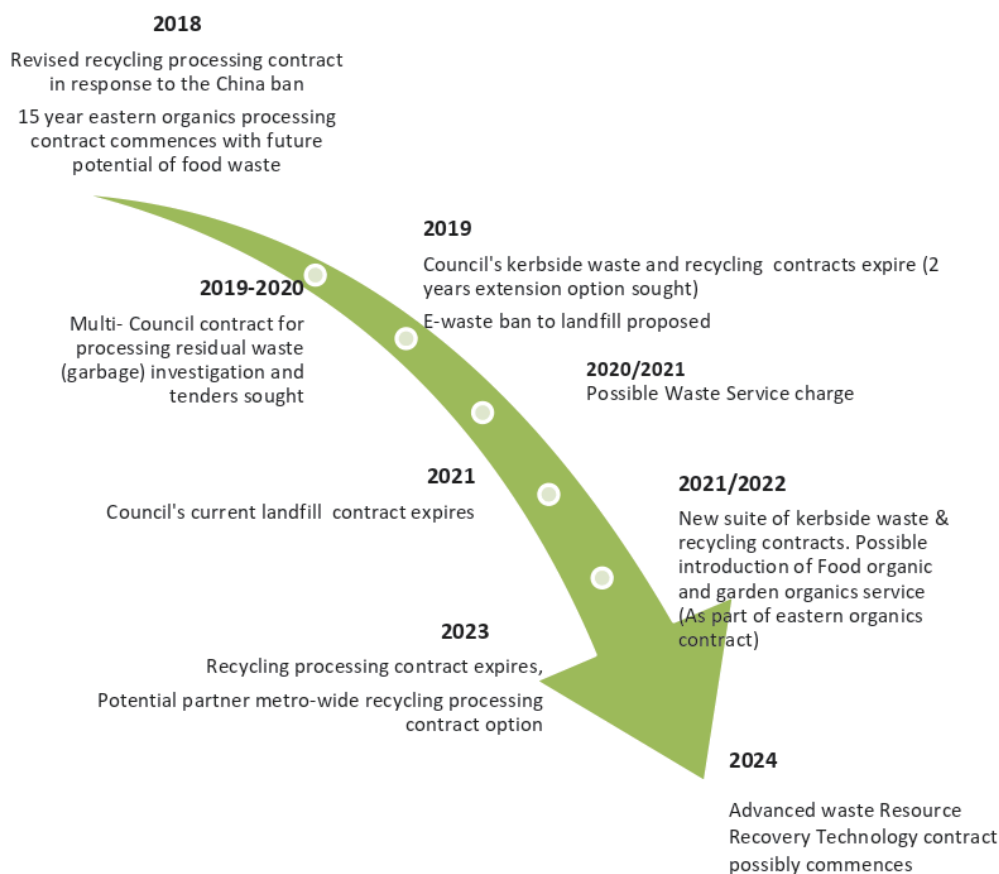 2018
Revised recycling processing contract
in response to the China ban
15 year eastern organics processing
contract commences with future
potential of food waste
2019
Council's kerbside waste and recycling contracts expire (2
years extension option sought)
E-waste ban to landfill proposed
2019-2020
Multi- Council contract for
processing residual waste
(garbage) investigation and
tenders sought
2020/2021
Possible Waste Service charge
2021
Council's current landfill contract expires
2021/2022
New suite of kerbside waste &
recycling contracts. Possible
introduction of Food organic
and garden organics service
(As part of eastern organics
contract)
2023
Recycling processing contract expires,
Potential partner metro-wide recycling processing
contract option
2024
Advanced waste Resource
Recovery Technology contract
possibly commences